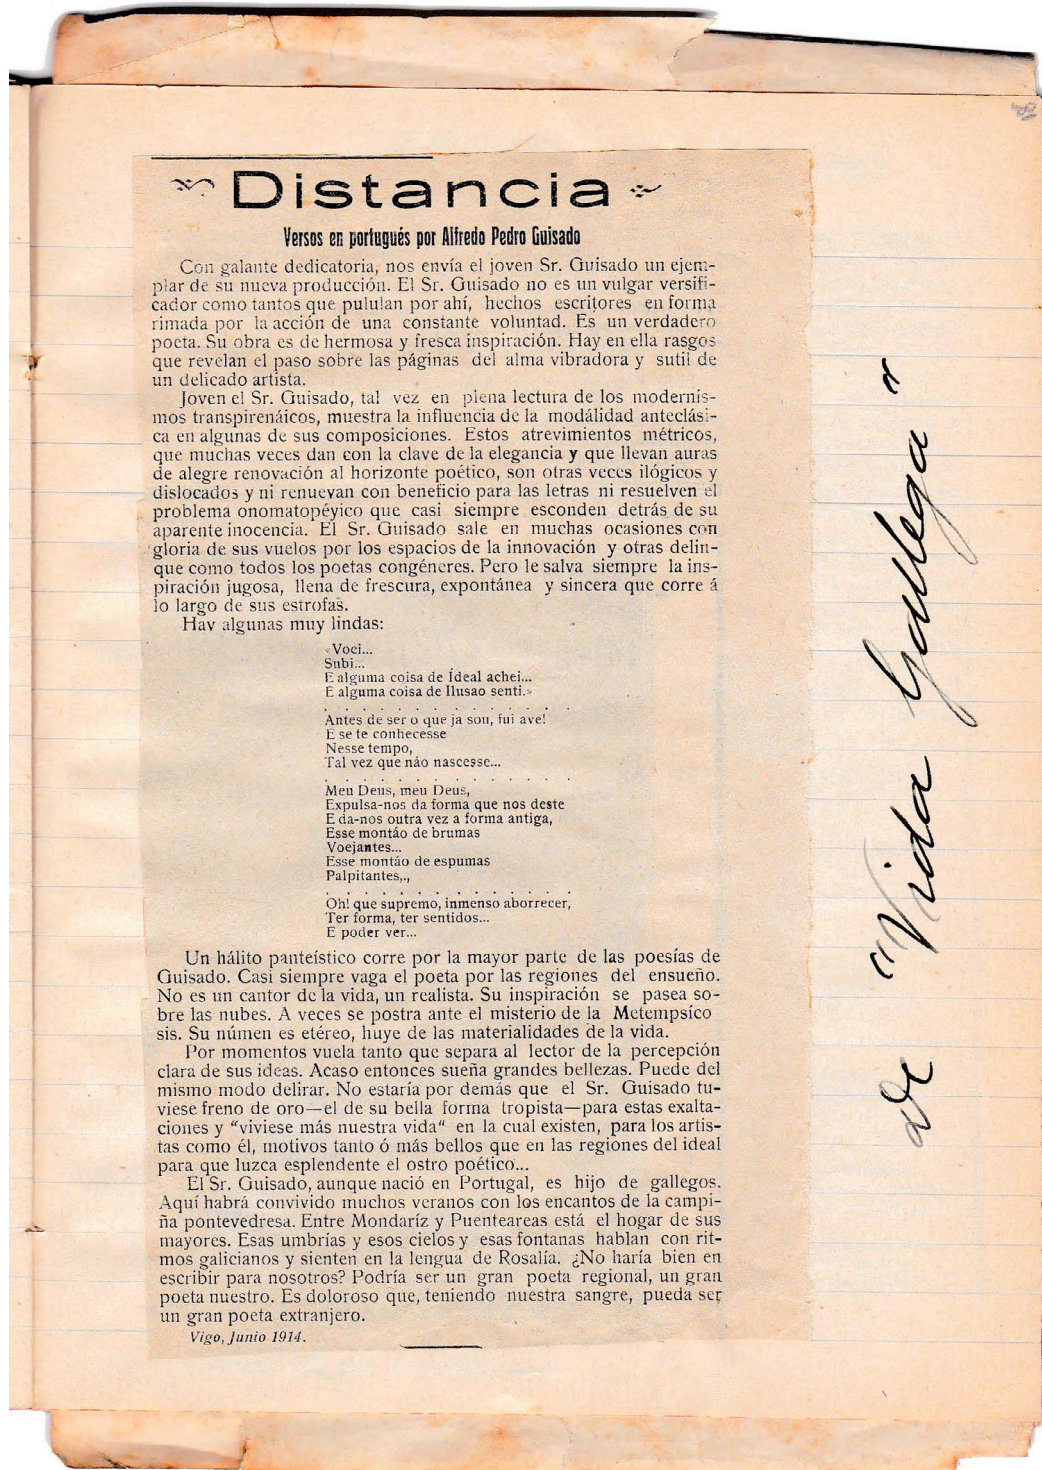 Distancia
Versos en portugués por Alfredo Pedro Guisado
Con galante dedicatoria, nos envía el joven Sr. Guisado un ejem-
plar de su nueva producción. El Sr. Guisado no es un vulgar versifi-
cador como tantos que pululan por ahí, hechos escritores en forma
rimada por la acción de una constante voluntad. Es un verdadero
poeta. Su obra es de hermosa y fresca inspiración. Hay en ella rasgos
que revelan el paso sobre las páginas del alma vibradora y sutil de
un delicado artista.
Joven el Sr. Guisado, tal vez en plena lectura de los modernis-
mos transpirenáicos, muestra la influencia de la modálidad anteclási-
ca en algunas de sus composiciones. Estos atrevimientos métricos,
que muchas veces dan con la clave de la elegancia y que llevan auras
de alegre renovación al horizonte poético, son otras veces ilógicos y
dislocados y ni renuevan con beneficio para las letras ni resuelven el
problema onomatopéyico que casi siempre esconden detrás de su
aparente inocencia. El Sr. Guisado sale en muchas ocasiones con
gloria de sus vuelos por los espacios de la innovación y otras delin-
que como todos los poetas congéneres. Pero le salva siempre la ins-
piración jugosa, llena de frescura, expontánea y sincera que corre á
lo largo de sus estrofas.
Hay algunas muy lindas:
«Voei...
Subi...
E alguma coisa de Ideal achei...
E alguma coisa de Ilusao senti.»
. . . . . . . . . . . . . .
Antes de ser o que ja sou, fui ave!
E se te conhecesse
Nesse tempo,
Tal vez que náo nascesse...
. . . . . . . . . . . . . .
Meu Deus, meu Deus,
Expulsa-nos da forma que nos deste
E da-nos outra vez a forma antiga,
Esse montáo de brumas
Voejantes...
Esse montáo de espumas
Palpitantes,.,
. . . . . . . . . . . . . .
Oh! que supremo, inmenso aborrecer,
Ter forma, ter sentidos...
E poder ver...
Un hálito panteístico corre por la mayor parte de las poesías de
Guisado. Casi siempre vaga el poeta por las regiones del ensueño.
No es un cantor de la vida, un realista. Su inspiración se pasea so-
bre las nubes. A veces se postra ante el misterio de la Metempsíco
sis. Su númen es etéreo, huye de las materialidades de la vida.
Por momentos vuela tanto que separa al lector de la percepción
clara de sus ideas. Acaso entonces sueña grandes bellezas. Puede del
mismo modo delirar. No estaría por demás que el Sr. Guisado tu-
viese freno de oro—el de su bella forma tropista—para estas exalta-
ciones y "viviese más nuestra vida" en la cual existen, para los artis-
tas como él, motivos tanto ó más bellos que en las regiones del ideal
para que luzca esplendente el ostro poético...
El Sr. Guisado, aunque nació en Portugal, es hijo de gallegos.
Aquí habrá convivido muchos veranos con los encantos de la campi-
ña pontevedresa. Entre Mondaríz y Puenteareas está el hogar de sus
mayores. Esas umbrías y esos cielos y esas fontanas hablan con rit-
mos galicianos y sienten en la lengua de Rosalía. ¿No haría bien en
escribir para nosotros? Podría ser un gran poeta regional, un gran
poeta nuestro. Es doloroso que, teniendo nuestra sangre, pueda ser
un gran poeta extranjero.
Vigo, Junio 1914.
De "Vida Gallega"